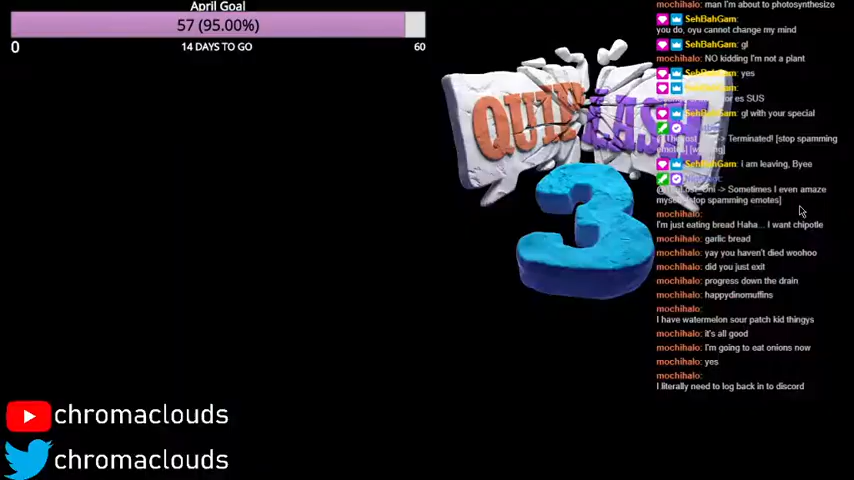 April Goal
57 (95.00%)
0
14 DAYS TO GO
60
QUIPLASH
3
mochihalo: man I'm about to photosynthesize
SehBahGam:
you do, oyu cannot change my mind
SehBahGam: gl
mochihalo: NO kidding I'm not a plant
SehBahGam: yes
SehBahGam:
or es SUS
SehBahGam: gl with your special
-> Terminated! [stop spamming
emotes]
SehBahGam: i am leaving, Byee
-> Sometimes I even amaze
myself [stop spamming emotes]
mochihalo:
I'm just eating bread Haha... I want chipotle
mochihalo: garlic bread
mochihalo: yay you haven't died woohoo
mochihalo: did you just exit
mochihalo: progress down the drain
mochihalo: happydinomuffins
mochihalo:
I have watermelon sour patch kid thingys
mochihalo: it's all good
mochihalo: I'm going to eat onions now
mochihalo: yes
mochihalo:
I literally need to log back in to discord
chromaclouds
chromaclouds